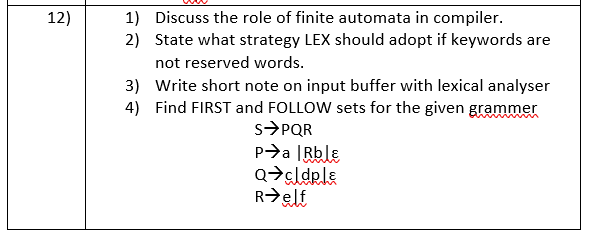 12) 1) Discuss the role of finite automata in compiler.
2) State what strategy LEX should adopt if keywords are
not reserved words.
3) Write short note on input buffer with lexical analyser
4) Find FIRST and FOLLOW sets for the given grammer
S→PQR
P→a |Rb|ε
Q→c|dp|ε
R→e|f